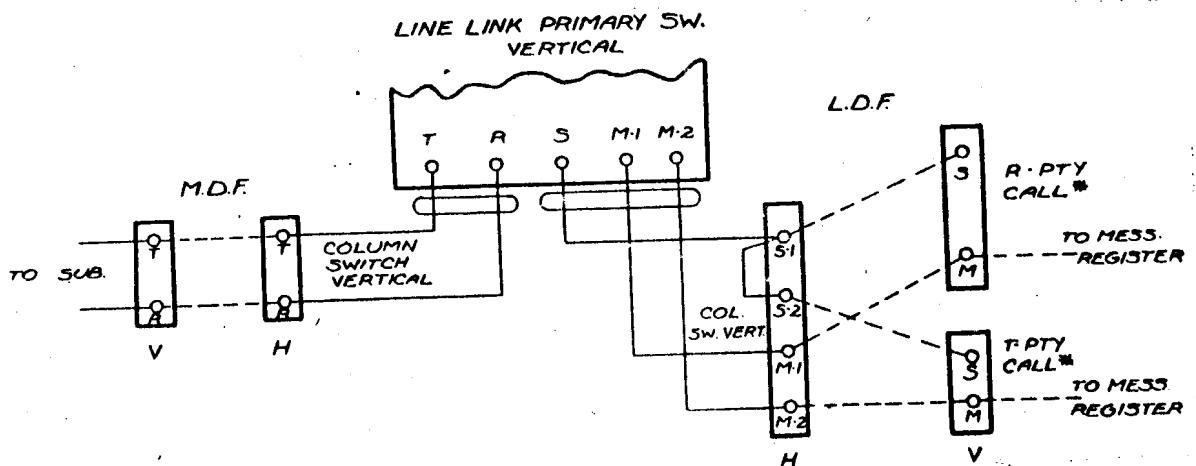 LINE LINK PRIMARY SW.
VERTICAL
L.D.F.
T R S M·1 M·2
M.D.F.
R·PTY
CALL #
S
T T
COLUMN
SWITCH
VERTICAL
S·1
TO MESS.
REGISTER
M
TO SUB.
R R
S·2
COL.
SW. VERT.
T·PTY
CALL #
S
M·1
V H
TO MESS.
REGISTER
M
M·2
H V